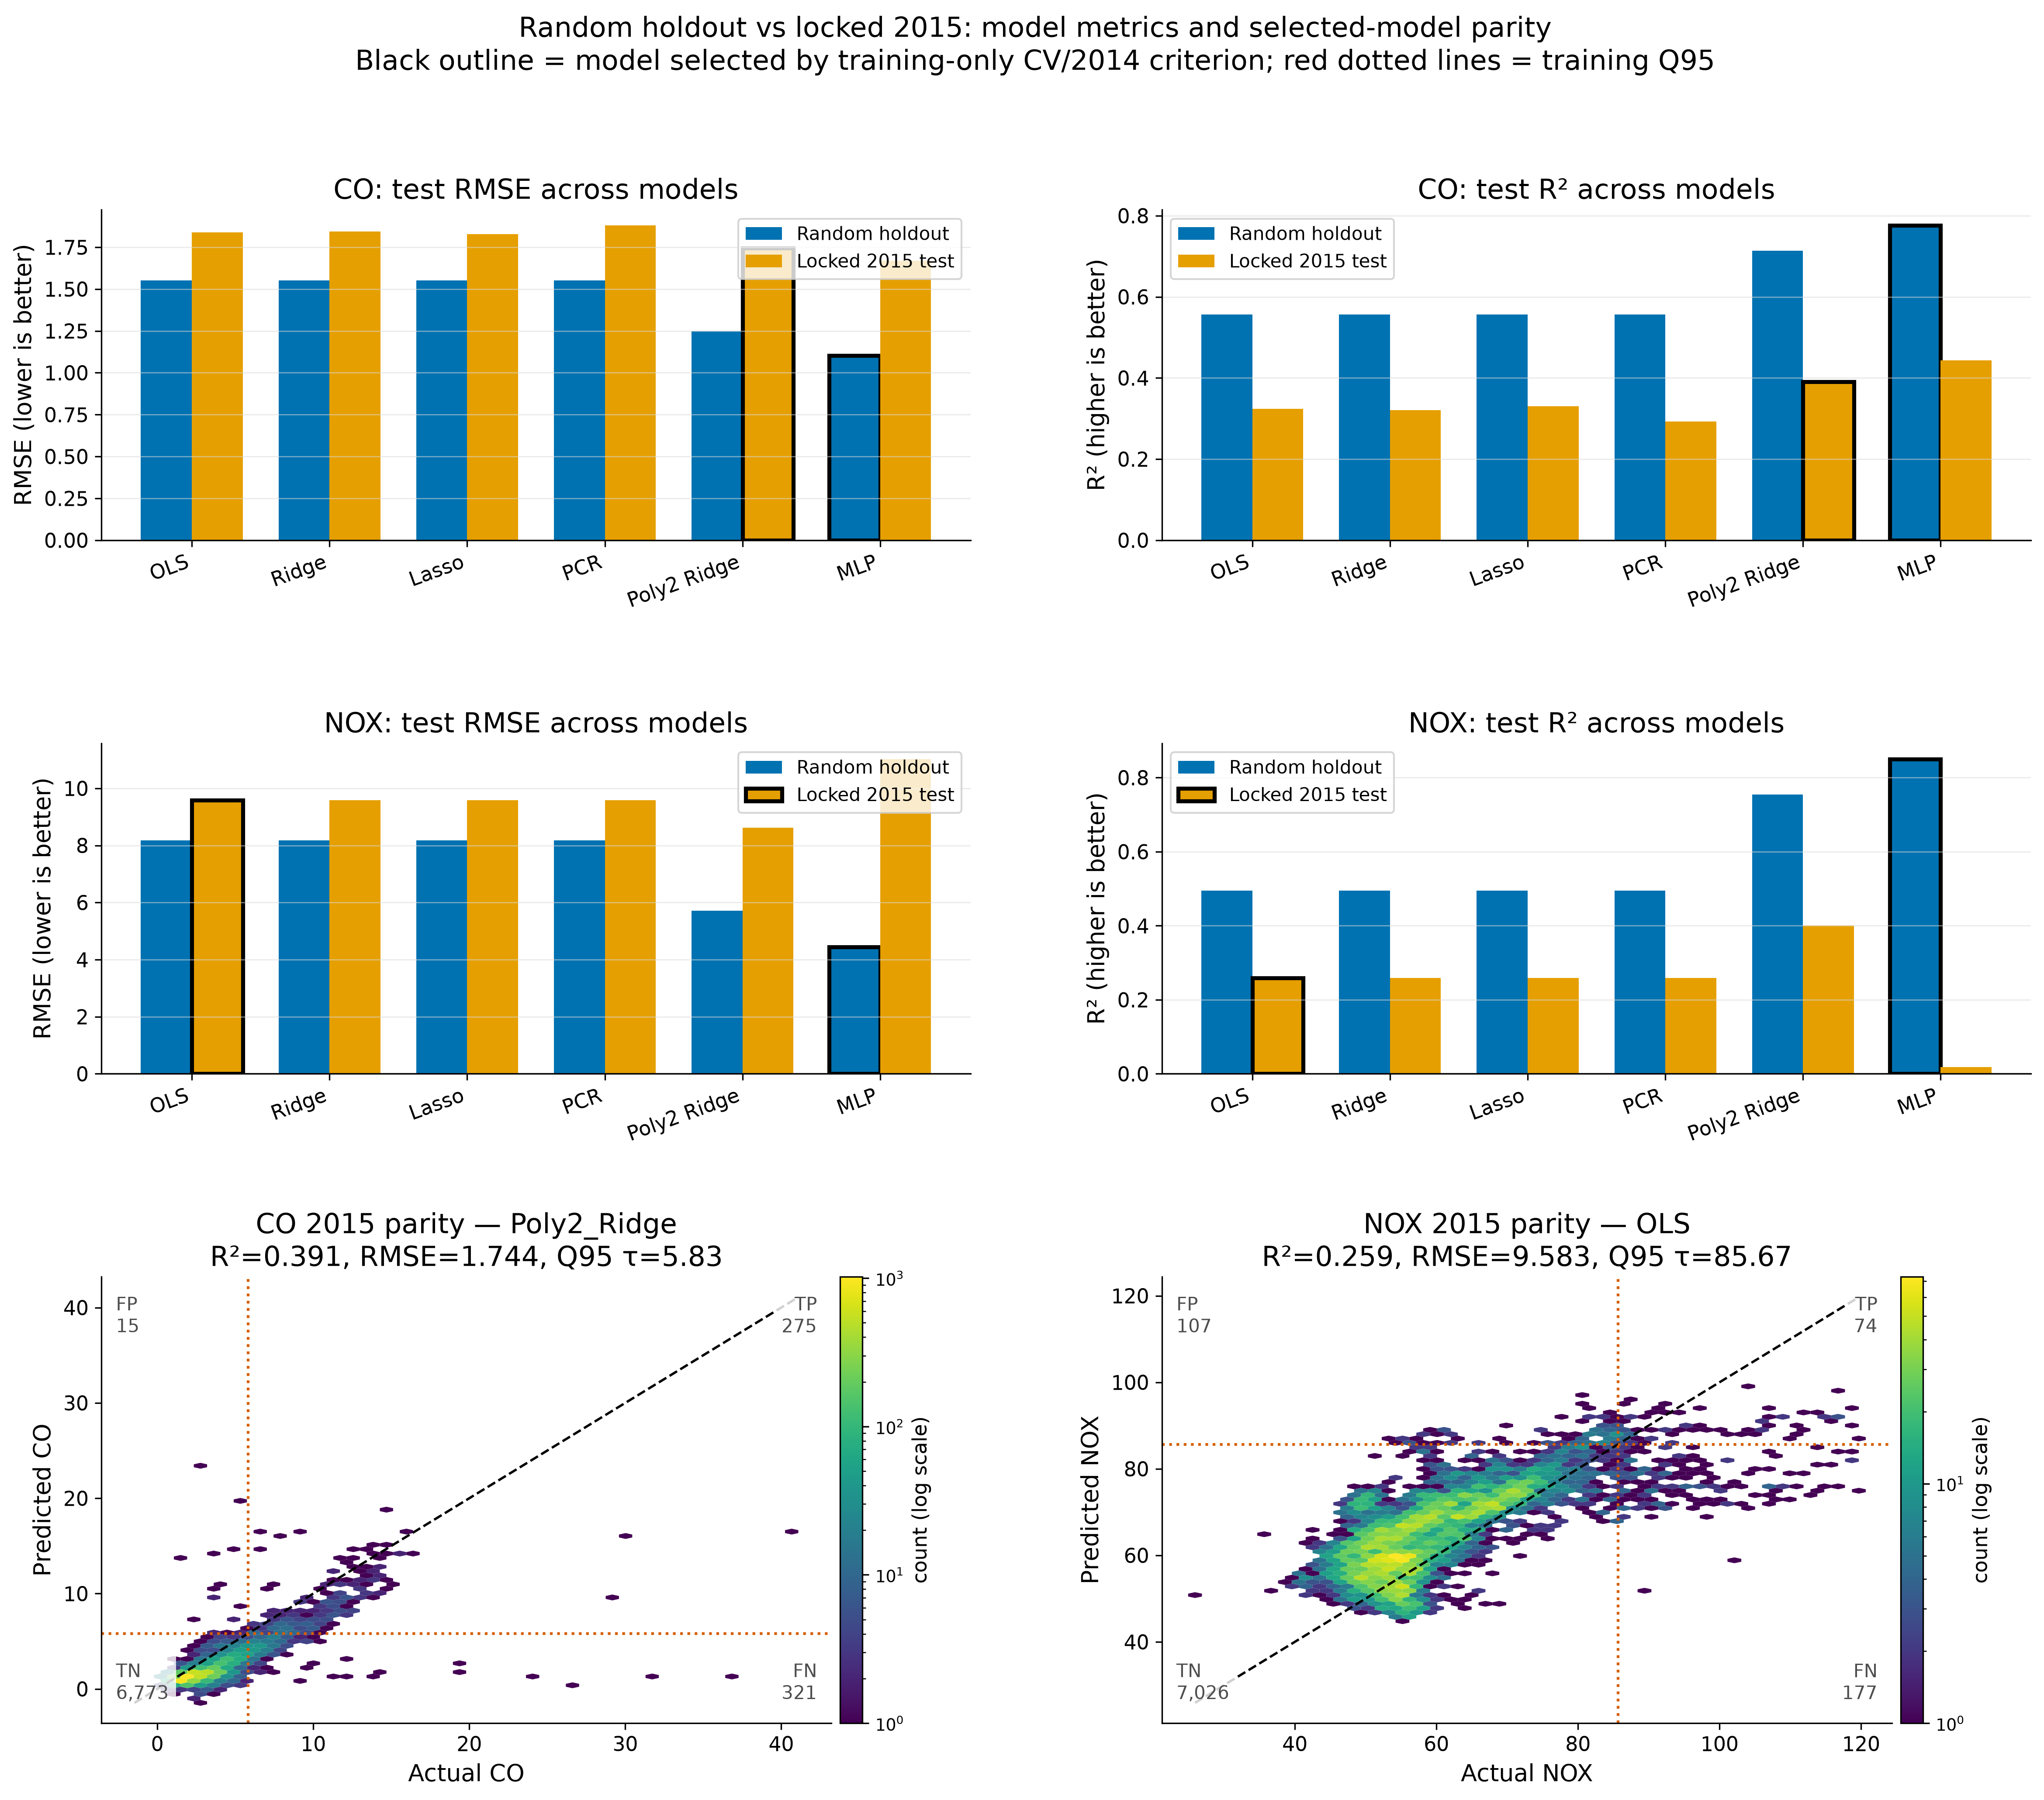 Random holdout vs locked 2015: model metrics and selected-model parity
Black outline = model selected by training-only CV/2014 criterion; red dotted lines = training Q95
CO: test RMSE across models
RMSE (lower is better)
1.75
1.50
1.25
1.00
0.75
0.50
0.25
0.00
Random holdout
Locked 2015 test
OLS
Ridge
Lasso
PCR
Poly2 Ridge
MLP
CO: test R² across models
R² (higher is better)
0.8
0.6
0.4
0.2
0.0
Random holdout
Locked 2015 test
OLS
Ridge
Lasso
PCR
Poly2 Ridge
MLP
NOX: test RMSE across models
RMSE (lower is better)
10
8
6
4
2
0
Random holdout
Locked 2015 test
OLS
Ridge
Lasso
PCR
Poly2 Ridge
MLP
NOX: test R² across models
R² (higher is better)
0.8
0.6
0.4
0.2
0.0
Random holdout
Locked 2015 test
OLS
Ridge
Lasso
PCR
Poly2 Ridge
MLP
CO 2015 parity — Poly2_Ridge
R²=0.391, RMSE=1.744, Q95 τ=5.83
Predicted CO
40
30
20
10
0
FP
15
TP
275
TN
6,773
FN
321
0
10
20
30
40
Actual CO
10³
10²
10¹
10⁰
count (log scale)
NOX 2015 parity — OLS
R²=0.259, RMSE=9.583, Q95 τ=85.67
Predicted NOX
120
100
80
60
40
FP
107
TP
74
TN
7,026
FN
177
40
60
80
100
120
Actual NOX
10¹
10⁰
count (log scale)